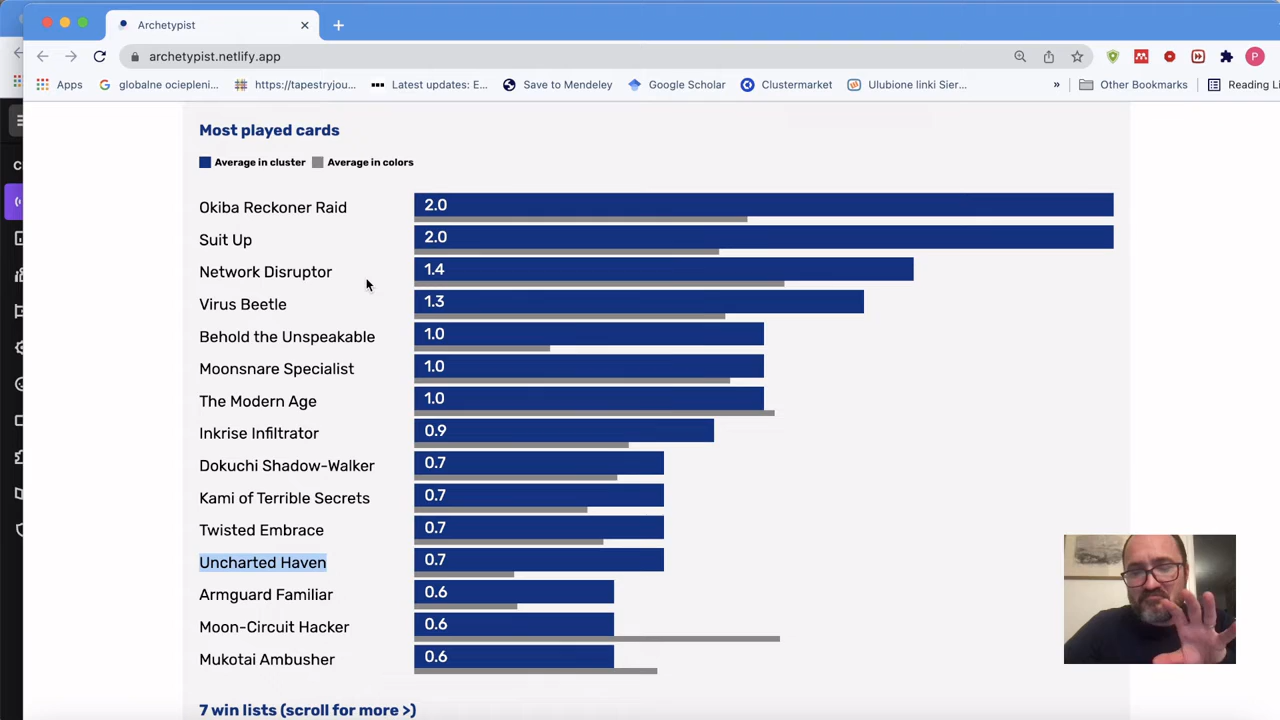 Archetypist
archetypist.netlify.app
P
Apps
globalne ociepleni...
https://tapestryjou...
Latest updates: E...
Save to Mendeley
Google Scholar
Clustermarket
Ulubione linki Sier...
»
Other Bookmarks
Reading Li
Most played cards
Average in cluster Average in colors
Okiba Reckoner Raid 2.0
Suit Up 2.0
Network Disruptor 1.4
Virus Beetle 1.3
Behold the Unspeakable 1.0
Moonsnare Specialist 1.0
The Modern Age 1.0
Inkrise Infiltrator 0.9
Dokuchi Shadow-Walker 0.7
Kami of Terrible Secrets 0.7
Twisted Embrace 0.7
Uncharted Haven 0.7
Armguard Familiar 0.6
Moon-Circuit Hacker 0.6
Mukotai Ambusher 0.6
7 win lists (scroll for more >)